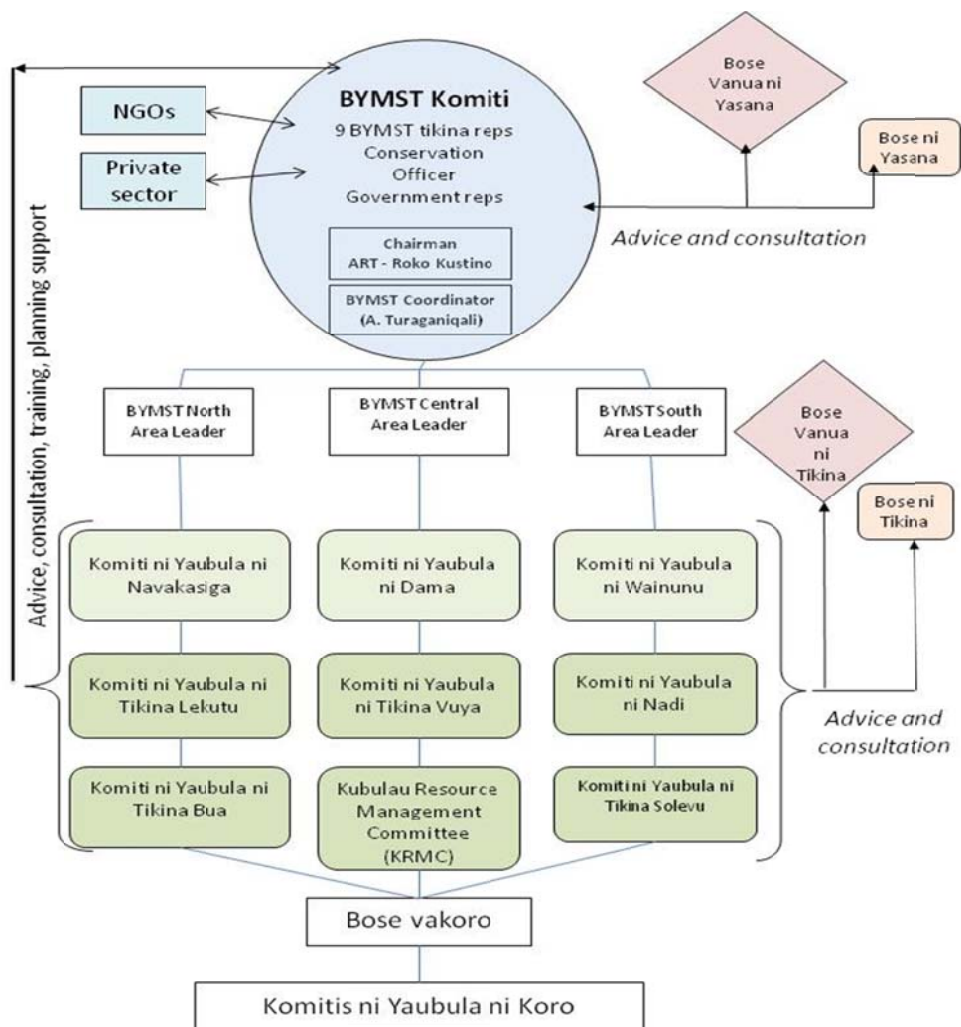 BYMST Komiti
9 BYMST tikina reps
Conservation
Officer
Government reps
Chairman
ART - Roko Kustino
BYMST Coordinator
(A. Turaganiqali)
NGOs
Private
sector
Bose
Vanua ni
Yasana
Bose ni
Yasana
Advice and consultation
Advice, consultation, training, planning support
BYMST North
Area Leader
BYMST Central
Area Leader
BYMST South
Area Leader
Bose
Vanua
ni
Tikina
Bose ni
Tikina
Komiti ni Yaubula ni
Navakasiga
Komiti ni Yaubula
ni Dama
Komiti ni Yaubula
ni Wainunu
Komiti ni Yaubula ni
Tikina Lekutu
Komiti ni Yaubula
ni Tikina Vuya
Komiti ni Yaubula
ni Nadi
Advice and
consultation
Komiti ni Yaubula ni
Tikina Bua
Kubulau Resource
Management
Committee
(KRMC)
Komiti ni Yaubula ni
Tikina Solevu
Bose vakoro
Komitis ni Yaubula ni Koro